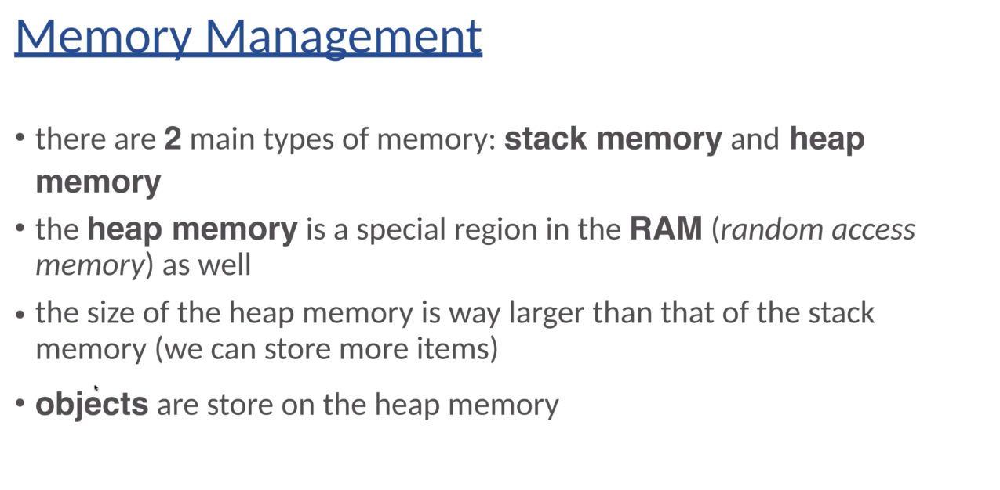 Memory Management
• there are 2 main types of memory: stack memory and heap
memory
• the heap memory is a special region in the RAM (random access
memory) as well
• the size of the heap memory is way larger than that of the stack
memory (we can store more items)
• objects are store on the heap memory